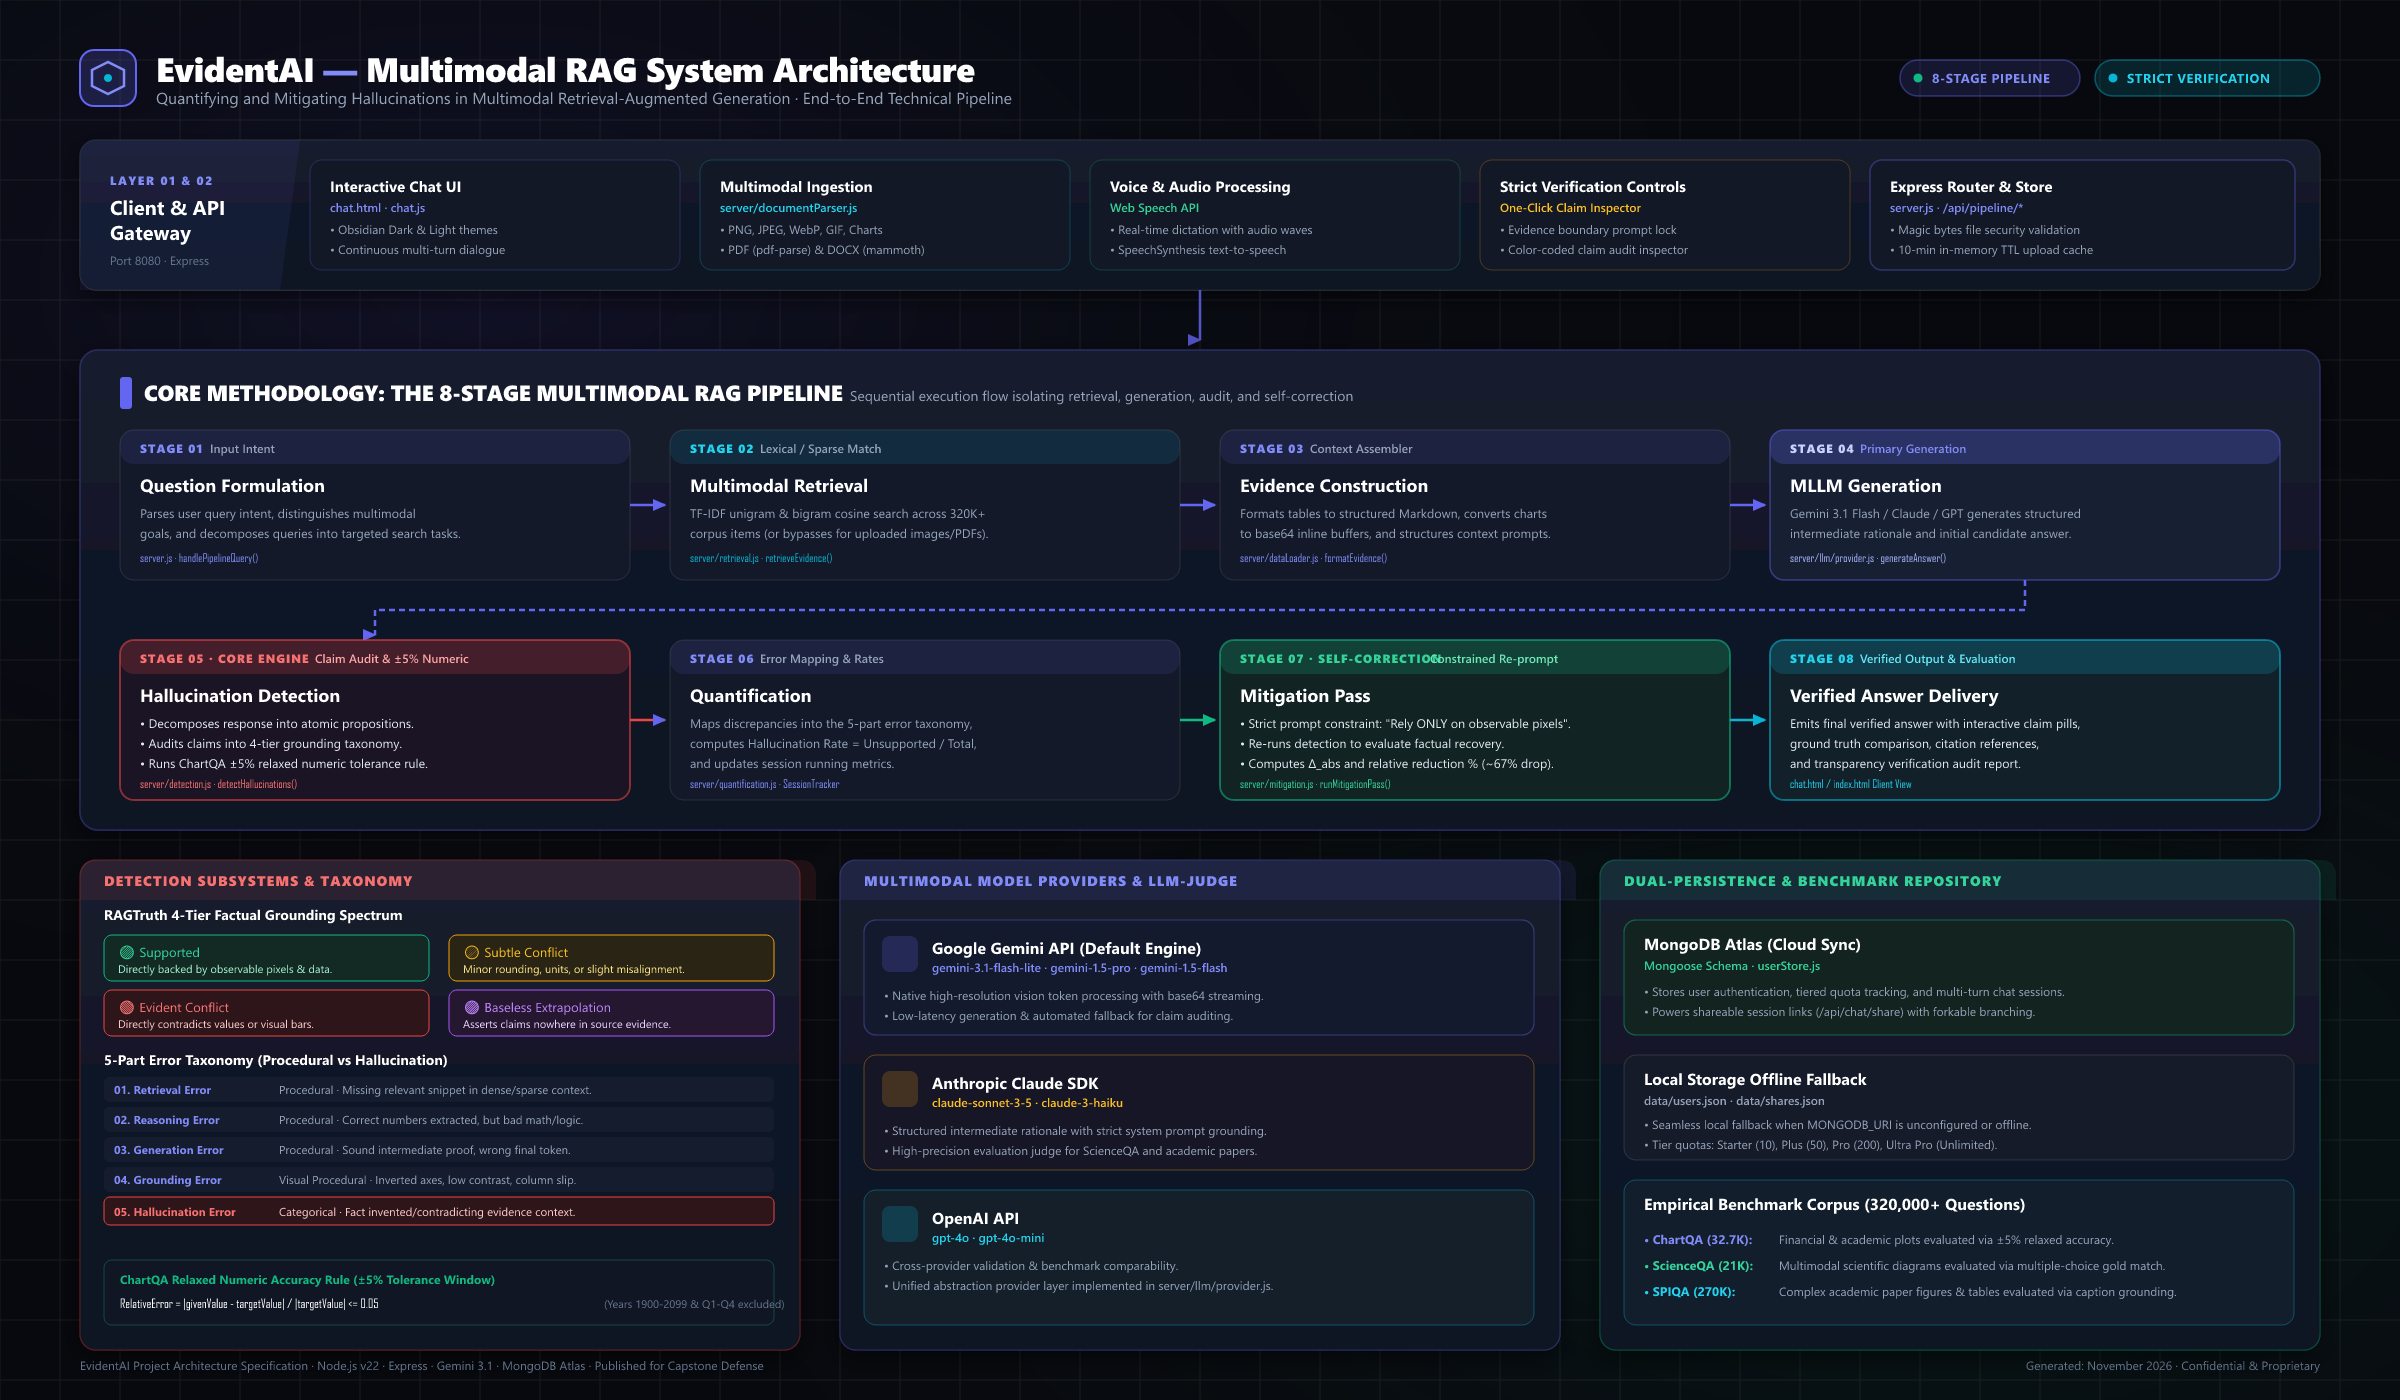 EvidentAI — Multimodal RAG System Architecture
Quantifying and Mitigating Hallucinations in Multimodal Retrieval-Augmented Generation · End-to-End Technical Pipeline
8-STAGE PIPELINE
STRICT VERIFICATION
LAYER 01 & 02
Client & API
Gateway
Port 8080 · Express
Interactive Chat UI
chat.html · chat.js
• Obsidian Dark & Light themes
• Continuous multi-turn dialogue
Multimodal Ingestion
server/documentParser.js
• PNG, JPEG, WebP, GIF, Charts
• PDF (pdf-parse) & DOCX (mammoth)
Voice & Audio Processing
Web Speech API
• Real-time dictation with audio waves
• SpeechSynthesis text-to-speech
Strict Verification Controls
One-Click Claim Inspector
• Evidence boundary prompt lock
• Color-coded claim audit inspector
Express Router & Store
server.js · /api/pipeline/*
• Magic bytes file security validation
• 10-min in-memory TTL upload cache
CORE METHODOLOGY: THE 8-STAGE MULTIMODAL RAG PIPELINE Sequential execution flow isolating retrieval, generation, audit, and self-correction
STAGE 01 Input Intent
Question Formulation
Parses user query intent, distinguishes multimodal
goals, and decomposes queries into targeted search tasks.
server.js · handlePipelineQuery()
STAGE 02 Lexical / Sparse Match
Multimodal Retrieval
TF-IDF unigram & bigram cosine search across 320K+
corpus items (or bypasses for uploaded images/PDFs).
server/retrieval.js · retrieveEvidence()
STAGE 03 Context Assembler
Evidence Construction
Formats tables to structured Markdown, converts charts
to base64 inline buffers, and structures context prompts.
server/dataLoader.js · formatEvidence()
STAGE 04 Primary Generation
MLLM Generation
Gemini 3.1 Flash / Claude / GPT generates structured
intermediate rationale and initial candidate answer.
server/llm/provider.js · generateAnswer()
STAGE 05 · CORE ENGINE Claim Audit & ±5% Numeric
Hallucination Detection
• Decomposes response into atomic propositions.
• Audits claims into 4-tier grounding taxonomy.
• Runs ChartQA ±5% relaxed numeric tolerance rule.
server/detection.js · detectHallucinations()
STAGE 06 Error Mapping & Rates
Quantification
Maps discrepancies into the 5-part error taxonomy,
computes Hallucination Rate = Unsupported / Total,
and updates session running metrics.
server/quantification.js · SessionTracker
STAGE 07 · SELF-CORRECTION Constrained Re-prompt
Mitigation Pass
• Strict prompt constraint: "Rely ONLY on observable pixels".
• Re-runs detection to evaluate factual recovery.
• Computes Δ_abs and relative reduction % (~67% drop).
server/mitigation.js · runMitigationPass()
STAGE 08 Verified Output & Evaluation
Verified Answer Delivery
Emits final verified answer with interactive claim pills,
ground truth comparison, citation references,
and transparency verification audit report.
chat.html / index.html Client View
DETECTION SUBSYSTEMS & TAXONOMY
RAGTruth 4-Tier Factual Grounding Spectrum
Supported
Directly backed by observable pixels & data.
Subtle Conflict
Minor rounding, units, or slight misalignment.
Evident Conflict
Directly contradicts values or visual bars.
Baseless Extrapolation
Asserts claims nowhere in source evidence.
5-Part Error Taxonomy (Procedural vs Hallucination)
01. Retrieval Error Procedural · Missing relevant snippet in dense/sparse context.
02. Reasoning Error Procedural · Correct numbers extracted, but bad math/logic.
03. Generation Error Procedural · Sound intermediate proof, wrong final token.
04. Grounding Error Visual Procedural · Inverted axes, low contrast, column slip.
05. Hallucination Error Categorical · Fact invented/contradicting evidence context.
ChartQA Relaxed Numeric Accuracy Rule (±5% Tolerance Window)
RelativeError = |givenValue - targetValue| / |targetValue| <= 0.05 (Years 1900-2099 & Q1-Q4 excluded)
MULTIMODAL MODEL PROVIDERS & LLM-JUDGE
Google Gemini API (Default Engine)
gemini-3.1-flash-lite · gemini-1.5-pro · gemini-1.5-flash
• Native high-resolution vision token processing with base64 streaming.
• Low-latency generation & automated fallback for claim auditing.
Anthropic Claude SDK
claude-sonnet-3-5 · claude-3-haiku
• Structured intermediate rationale with strict system prompt grounding.
• High-precision evaluation judge for ScienceQA and academic papers.
OpenAI API
gpt-4o · gpt-4o-mini
• Cross-provider validation & benchmark comparability.
• Unified abstraction provider layer implemented in server/llm/provider.js.
DUAL-PERSISTENCE & BENCHMARK REPOSITORY
MongoDB Atlas (Cloud Sync)
Mongoose Schema · userStore.js
• Stores user authentication, tiered quota tracking, and multi-turn chat sessions.
• Powers shareable session links (/api/chat/share) with forkable branching.
Local Storage Offline Fallback
data/users.json · data/shares.json
• Seamless local fallback when MONGODB_URI is unconfigured or offline.
• Tier quotas: Starter (10), Plus (50), Pro (200), Ultra Pro (Unlimited).
Empirical Benchmark Corpus (320,000+ Questions)
• ChartQA (32.7K): Financial & academic plots evaluated via ±5% relaxed accuracy.
• ScienceQA (21K): Multimodal scientific diagrams evaluated via multiple-choice gold match.
• SPIQA (270K): Complex academic paper figures & tables evaluated via caption grounding.
EvidentAI Project Architecture Specification · Node.js v22 · Express · Gemini 3.1 · MongoDB Atlas · Published for Capstone Defense
Generated: November 2026 · Confidential & Proprietary